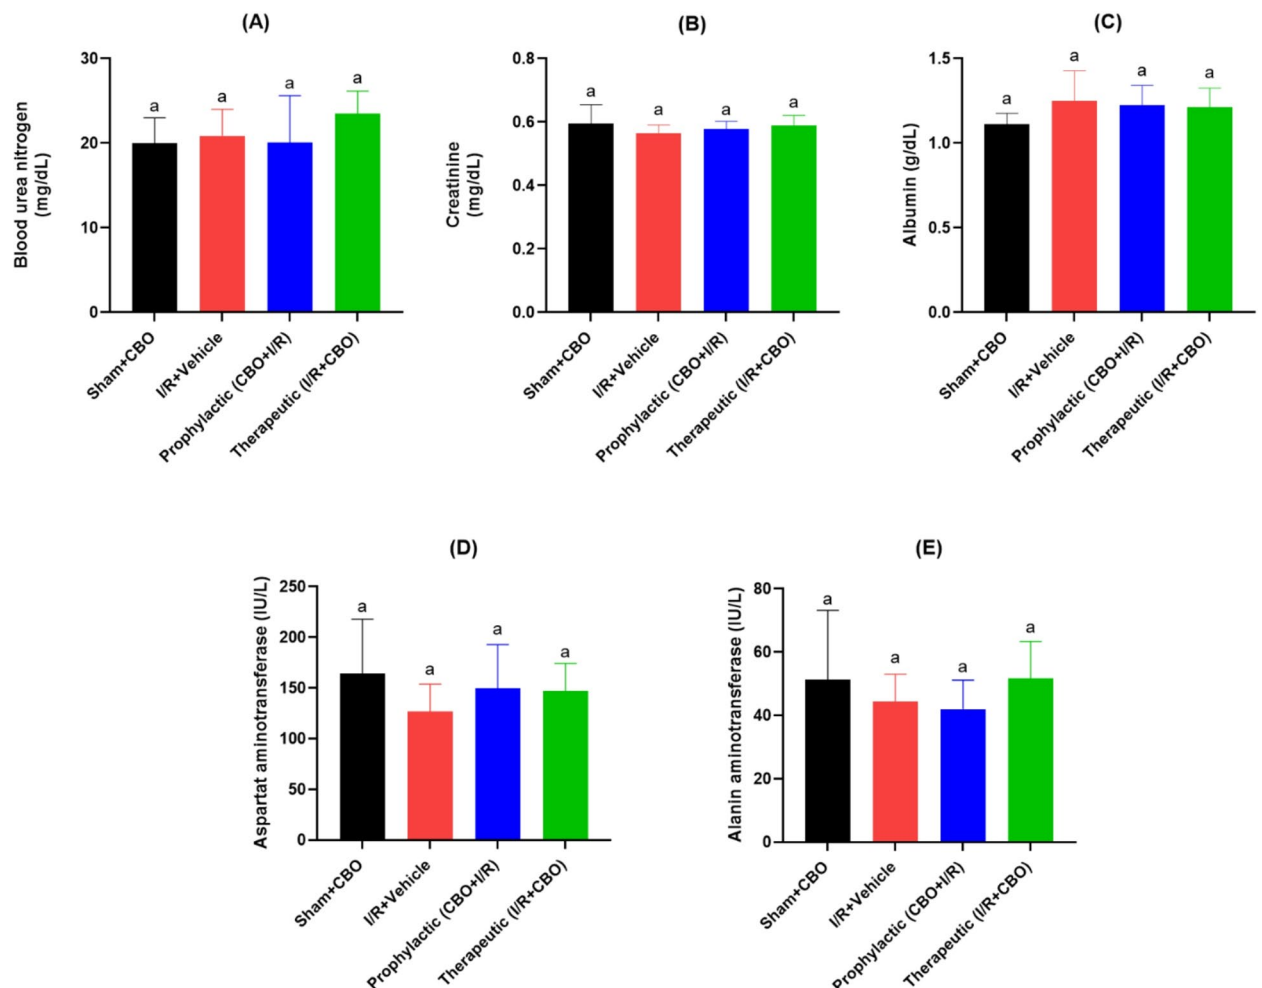 (A)
Blood urea nitrogen
(mg/dL)
30
20
10
0
a
a
a
a
Sham+CBO
I/R+Vehicle
Prophylactic (CBO+I/R)
Therapeutic (I/R+CBO)
(B)
Creatinine
(mg/dL)
0.8
0.6
0.4
0.2
0.0
a
a
a
a
Sham+CBO
I/R+Vehicle
Prophylactic (CBO+I/R)
Therapeutic (I/R+CBO)
(C)
Albumin (g/dL)
1.5
1.0
0.5
0.0
a
a
a
a
Sham+CBO
I/R+Vehicle
Prophylactic (CBO+I/R)
Therapeutic (I/R+CBO)
(D)
Aspartat aminotransferase (IU/L)
250
200
150
100
50
0
a
a
a
a
Sham+CBO
I/R+Vehicle
Prophylactic (CBO+I/R)
Therapeutic (I/R+CBO)
(E)
Alanin aminotransferase (IU/L)
80
60
40
20
0
a
a
a
a
Sham+CBO
I/R+Vehicle
Prophylactic (CBO+I/R)
Therapeutic (I/R+CBO)